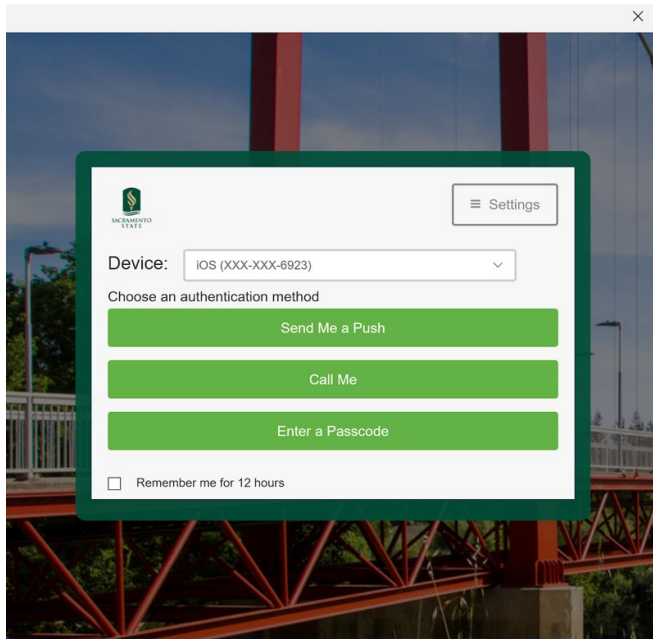 SACRAMENTO
STATE
≡ Settings
Device:
iOS (XXX-XXX-6923)
Choose an authentication method
Send Me a Push
Call Me
Enter a Passcode
Remember me for 12 hours